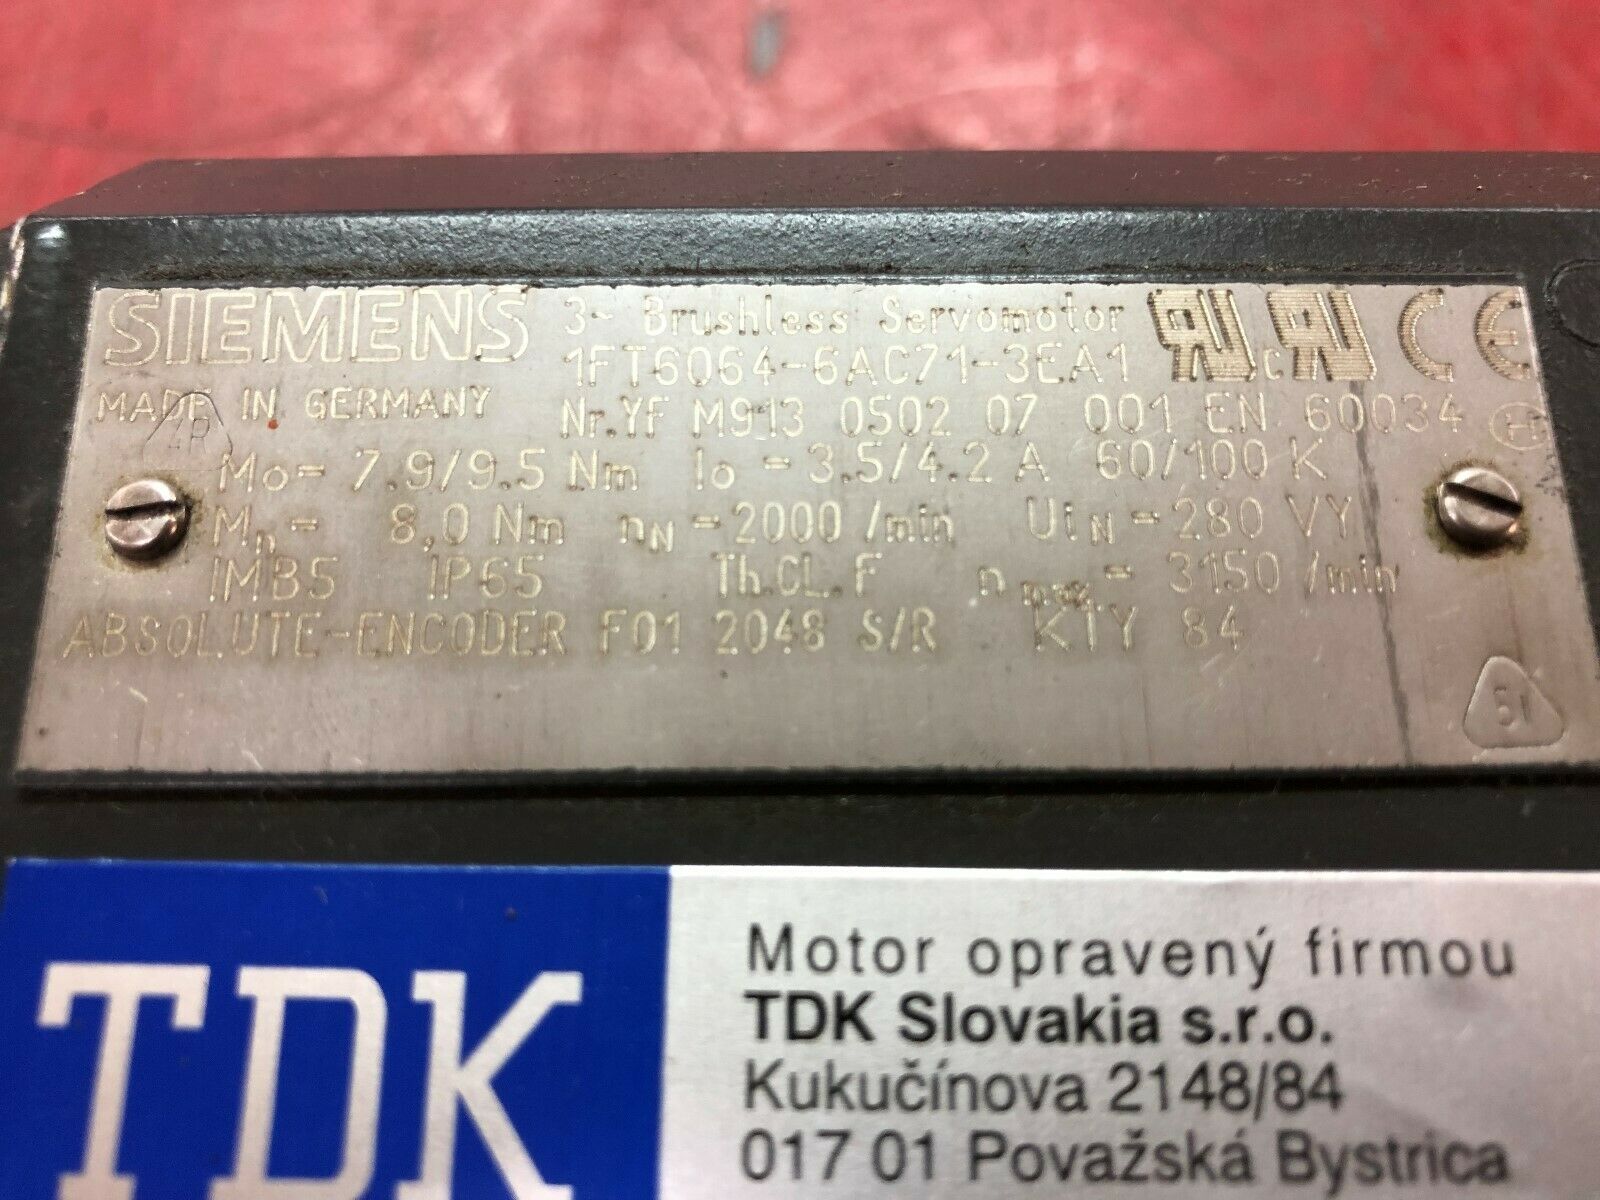 SIEMENS 3~ Brushless Servomotor
1FT6064-6AC71-3EA1
MADE IN GERMANY Nr.YF M913 0502 07 001 EN 60034
Mo= 7.9/9.5 Nm Io = 3.5/4.2 A 60/100 K
Mn = 8,0 Nm nN = 2000 /min UiN = 280 VY
IMB5 IP65 Th.CL. F n max = 3150 /min
ABSOLUTE-ENCODER F01 2048 S/R KTY 84
TDK
Motor opravený firmou
TDK Slovakia s.r.o.
Kukučínova 2148/84
017 01 Považská Bystrica